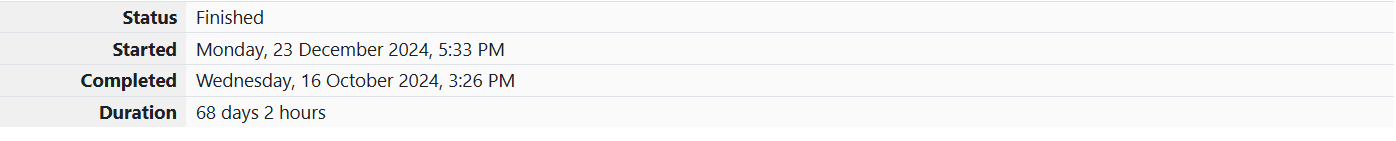 Status Finished
Started Monday, 23 December 2024, 5:33 PM
Completed Wednesday, 16 October 2024, 3:26 PM
Duration 68 days 2 hours